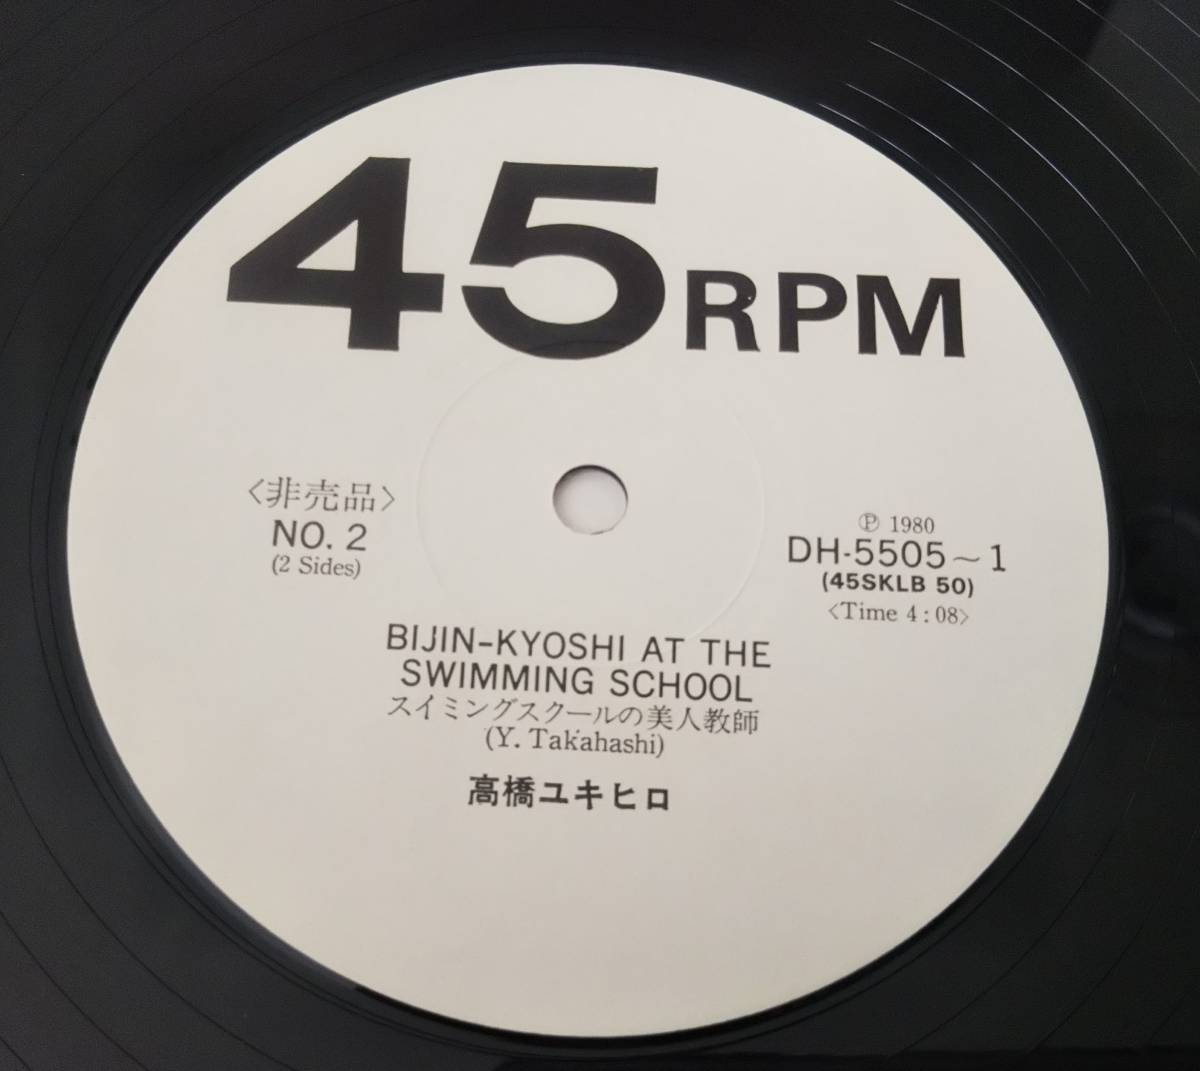 45 RPM
〈非売品〉
NO. 2
(2 Sides)
Ⓟ 1980
DH-5505~1
(45SKLB 50)
<Time 4:08>
BIJIN-KYOSHI AT THE
SWIMMING SCHOOL
スイミングスクールの美人教師
(Y. Takahashi)
高橋ユキヒロ